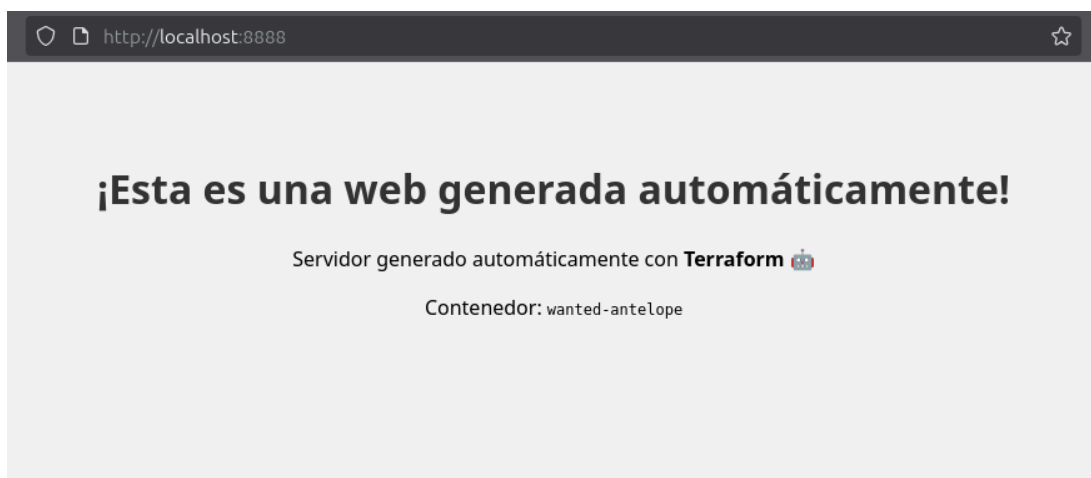 http://localhost:8888
¡Esta es una web generada automáticamente!
Servidor generado automáticamente con Terraform 🤖
Contenedor: wanted-antelope